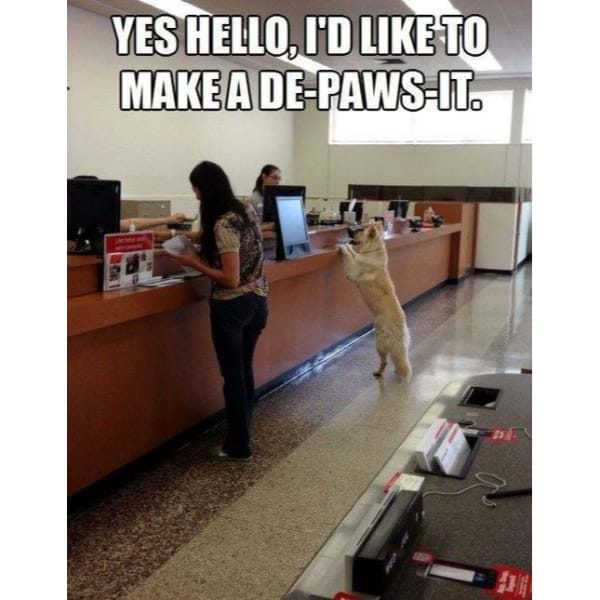 YES HELLO, I'D LIKE TO
MAKE A DE-PAWS-IT.